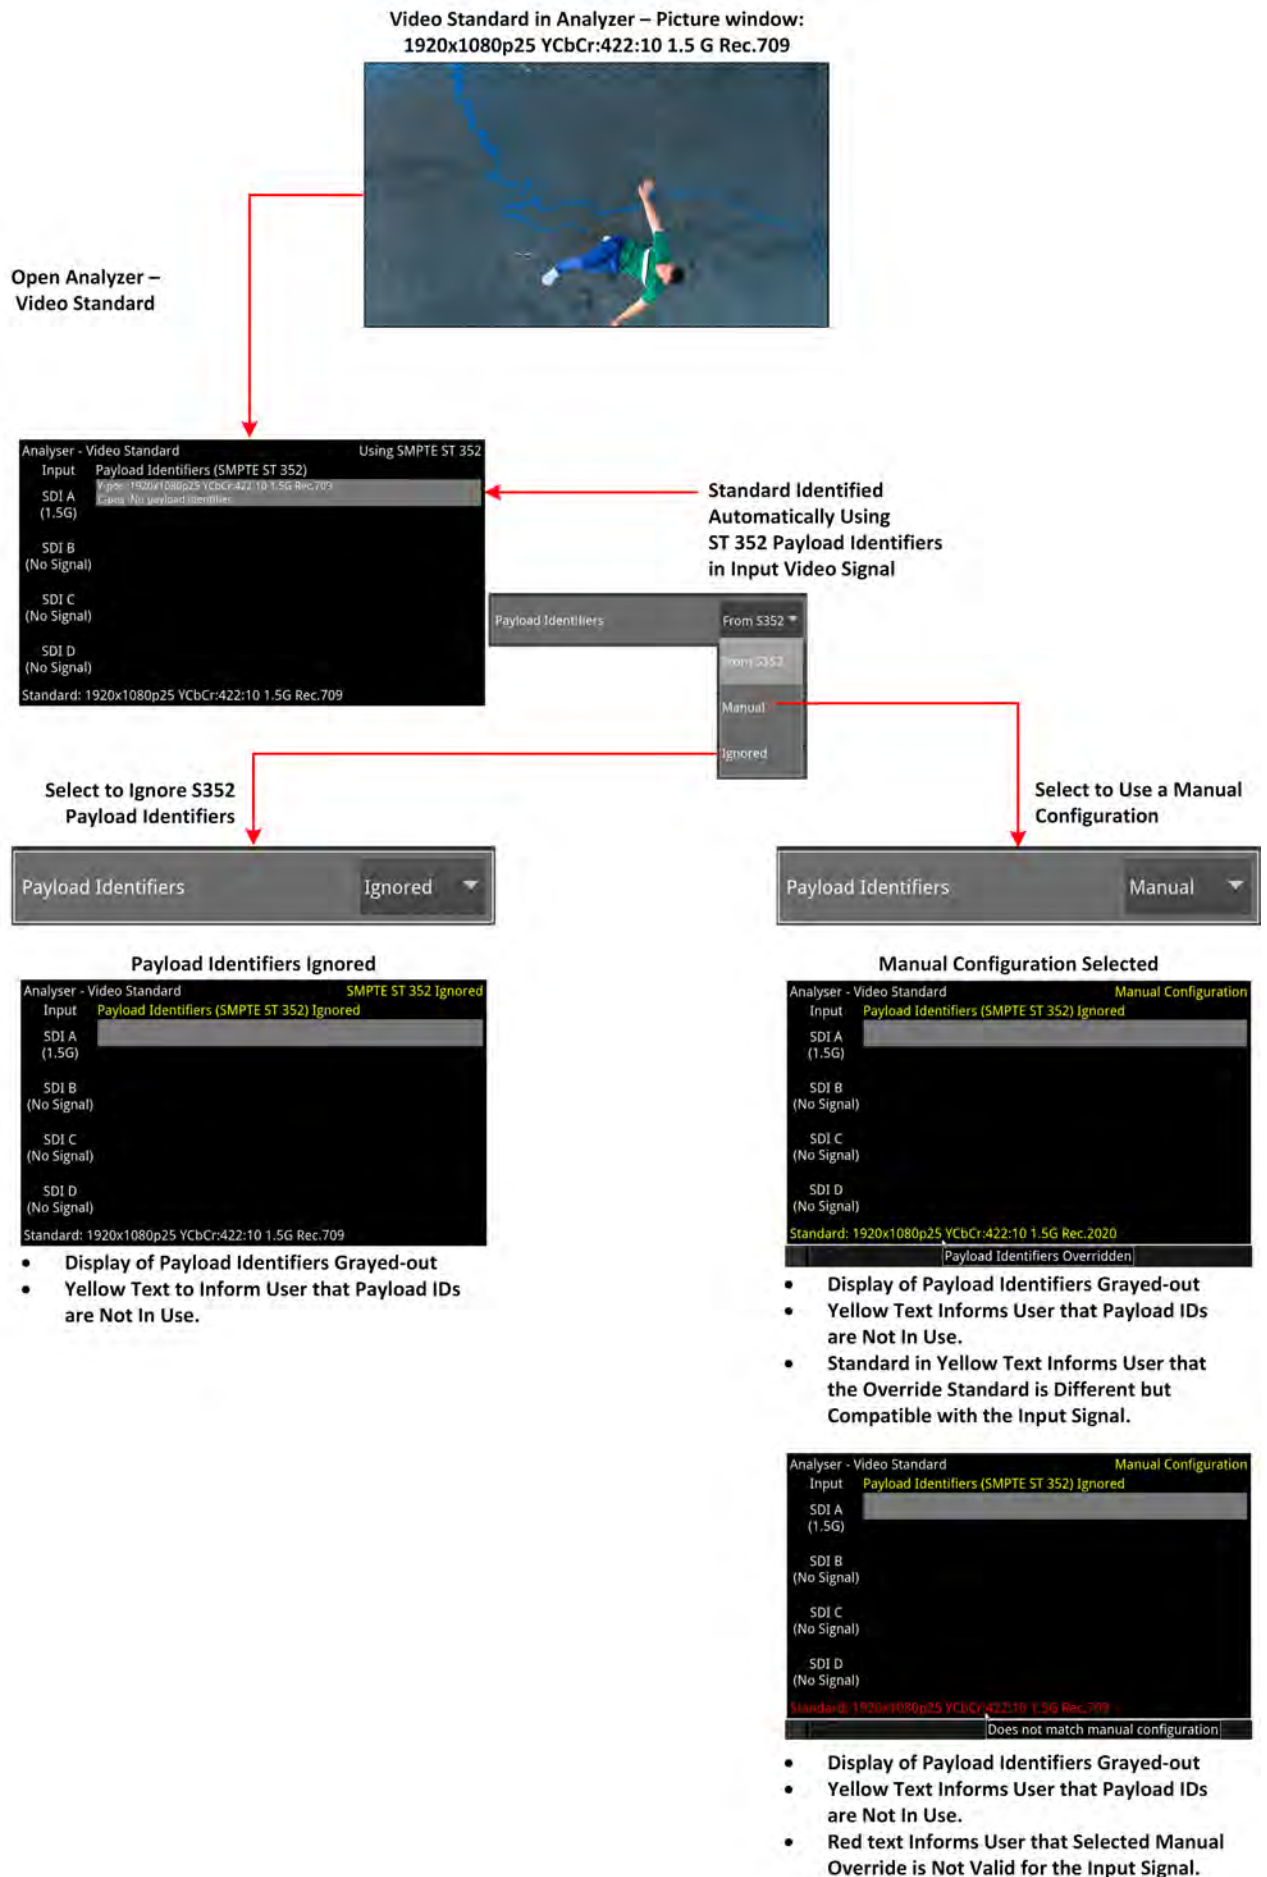 Video Standard in Analyzer – Picture window:
1920x1080p25 YCbCr:422:10 1.5 G Rec.709
Open Analyzer –
Video Standard
Analyser - Video Standard Using SMPTE ST 352
Input Payload Identifiers (SMPTE ST 352)
Y-pos: 1920x1080p25 YCbCr:422:10 1.5G Rec.709
SDI A
No payload identifier
(1.5G)
SDI B
(No Signal)
SDI C
(No Signal)
SDI D
(No Signal)
Standard: 1920x1080p25 YCbCr:422:10 1.5G Rec.709
Standard Identified
Automatically Using
ST 352 Payload Identifiers
in Input Video Signal
Payload Identifiers From S352
From S352
Manual
Ignored
Select to Ignore S352
Payload Identifiers
Select to Use a Manual
Configuration
Payload Identifiers Ignored
Payload Identifiers Manual
Payload Identifiers Ignored
Analyser - Video Standard SMPTE ST 352 Ignored
Input Payload Identifiers (SMPTE ST 352) Ignored
SDI A
(1.5G)
SDI B
(No Signal)
SDI C
(No Signal)
SDI D
(No Signal)
Standard: 1920x1080p25 YCbCr:422:10 1.5G Rec.709
• Display of Payload Identifiers Grayed-out
• Yellow Text to Inform User that Payload IDs
are Not In Use.
Manual Configuration Selected
Analyser - Video Standard Manual Configuration
Input Payload Identifiers (SMPTE ST 352) Ignored
SDI A
(1.5G)
SDI B
(No Signal)
SDI C
(No Signal)
SDI D
(No Signal)
Standard: 1920x1080p25 YCbCr:422:10 1.5G Rec.2020
Payload Identifiers Overridden
• Display of Payload Identifiers Grayed-out
• Yellow Text Informs User that Payload IDs
are Not In Use.
• Standard in Yellow Text Informs User that
the Override Standard is Different but
Compatible with the Input Signal.
Analyser - Video Standard Manual Configuration
Input Payload Identifiers (SMPTE ST 352) Ignored
SDI A
(1.5G)
SDI B
(No Signal)
SDI C
(No Signal)
SDI D
(No Signal)
Standard: 1920x1080p25 YCbCr:422:10 1.5G Rec.709
Does not match manual configuration
• Display of Payload Identifiers Grayed-out
• Yellow Text Informs User that Payload IDs
are Not In Use.
• Red text Informs User that Selected Manual
Override is Not Valid for the Input Signal.